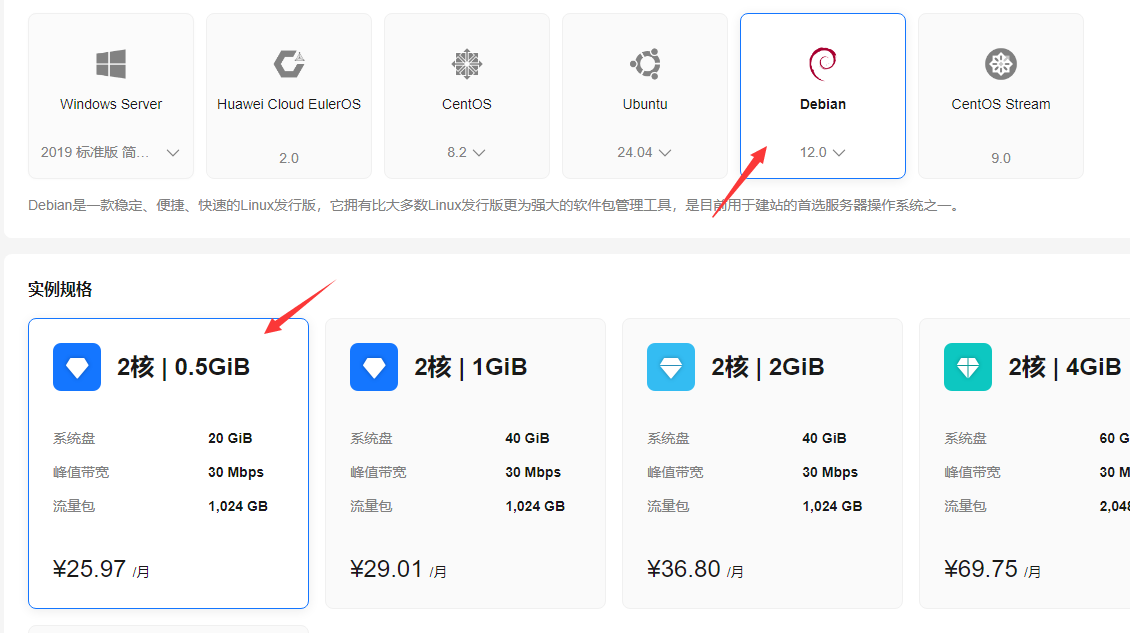 Windows Server Huawei Cloud EulerOS CentOS Ubuntu Debian CentOS Stream
2019 标准版 简... 2.0 8.2 24.04 12.0 9.0
Debian是一款稳定、便捷、快速的Linux发行版，它拥有比大多数Linux发行版更为强大的软件包管理工具，是目前用于建站的首选服务器操作系统之一。
实例规格
2核 | 0.5GiB 2核 | 1GiB 2核 | 2GiB 2核 | 4GiB
系统盘 20 GiB 系统盘 40 GiB 系统盘 40 GiB 系统盘 60 G
峰值带宽 30 Mbps 峰值带宽 30 Mbps 峰值带宽 30 Mbps 峰值带宽 30 M
流量包 1,024 GB 流量包 1,024 GB 流量包 1,024 GB 流量包 2,048
¥25.97 /月 ¥29.01 /月 ¥36.80 /月 ¥69.75 /月